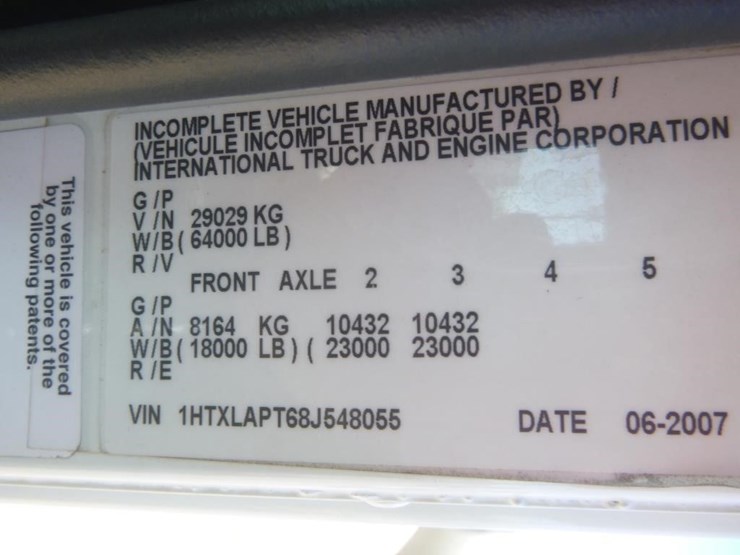 INCOMPLETE VEHICLE MANUFACTURED BY /
(VEHICULE INCOMPLET FABRIQUE PAR)
INTERNATIONAL TRUCK AND ENGINE CORPORATION
G /P
V /N 29029 KG
W/B ( 64000 LB )
R /V
FRONT AXLE 2 3 4 5
G /P
A /N 8164 KG 10432 10432
W/B ( 18000 LB ) ( 23000 23000
R /E
VIN 1HTXLAPT68J548055 DATE 06-2007
This vehicle is covered
by one or more of the
following patents.